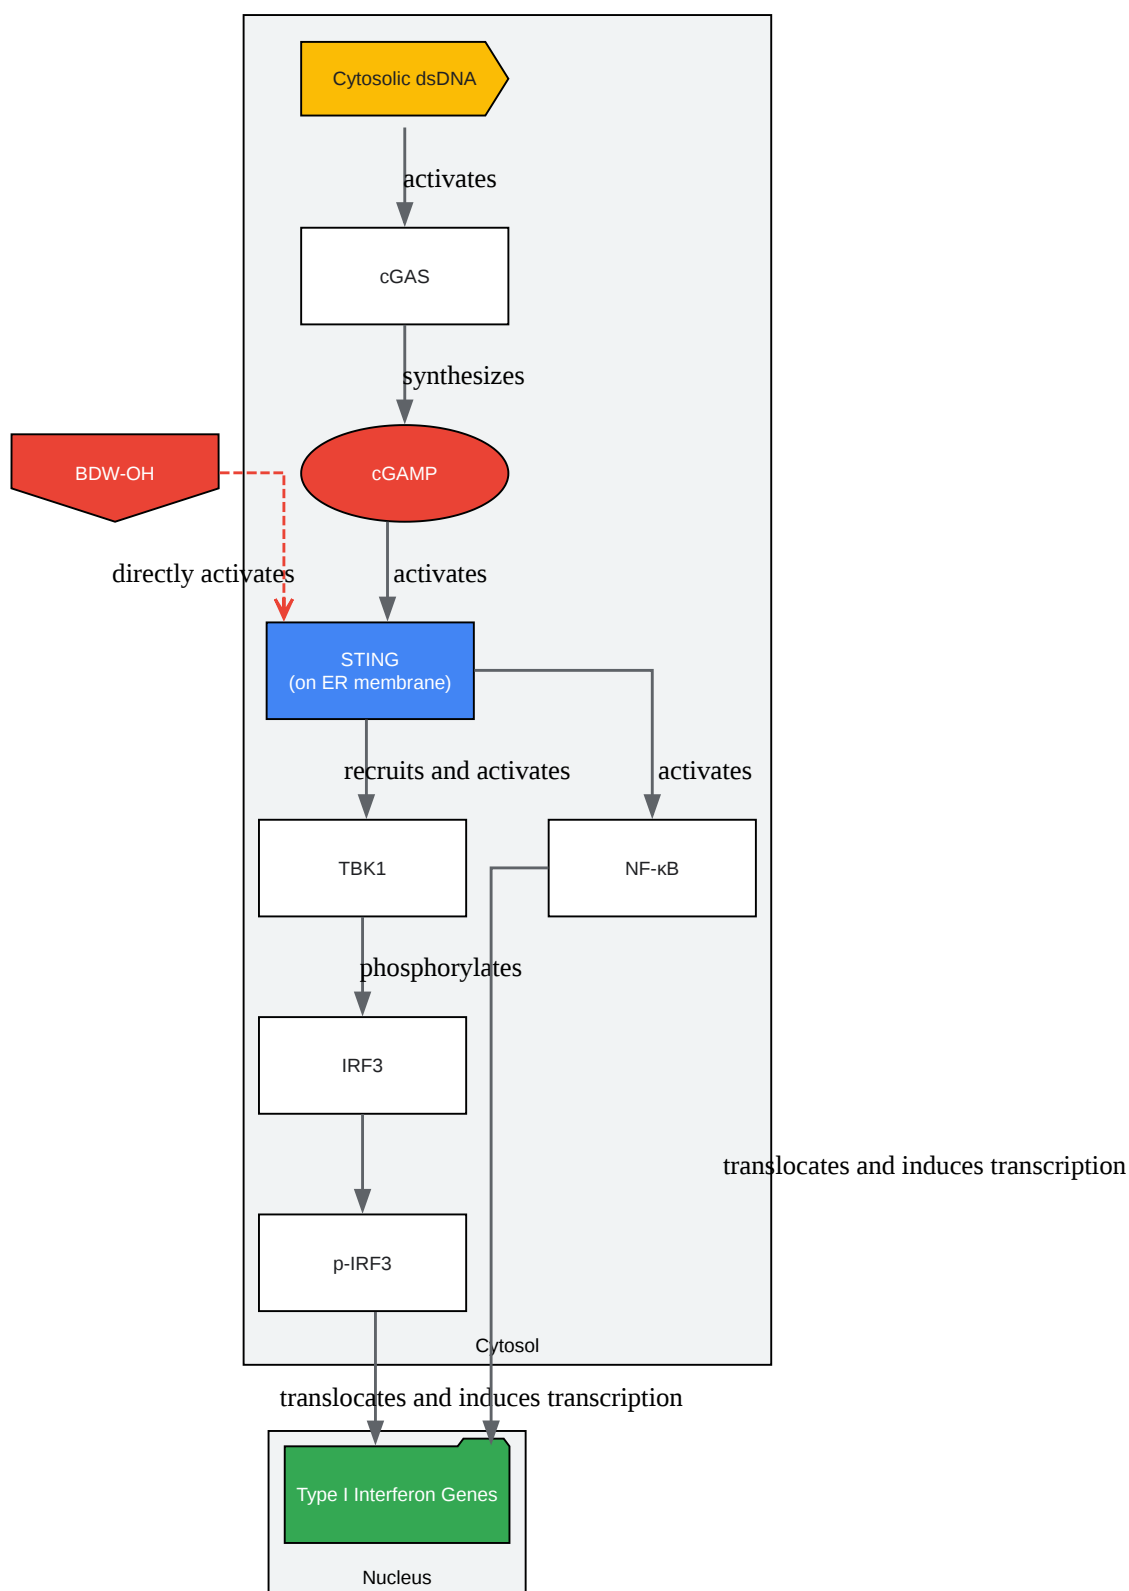 Cytosolic dsDNA
activates
cGAS
synthesizes
BDW-OH
cGAMP
directly activates
activates
STING
(on ER membrane)
recruits and activates
activates
TBK1
NF-κB
phosphorylates
IRF3
translocates and induces transcription
p-IRF3
Cytosol
translocates and induces transcription
Type I Interferon Genes
Nucleus